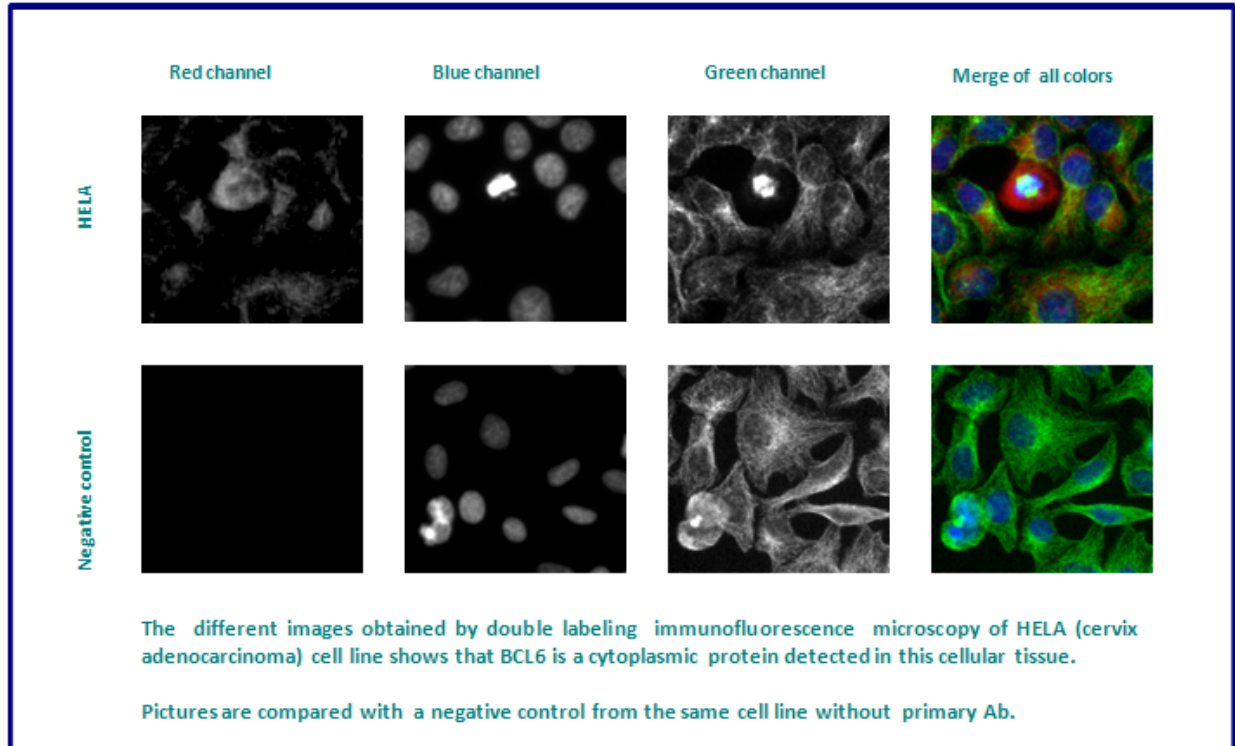 Red channel
Blue channel
Green channel
Merge of all colors
HELA
Negative control
The different images obtained by double labeling immunofluorescence microscopy of HELA (cervix
adenocarcinoma) cell line shows that BCL6 is a cytoplasmic protein detected in this cellular tissue.
Pictures are compared with a negative control from the same cell line without primary Ab.